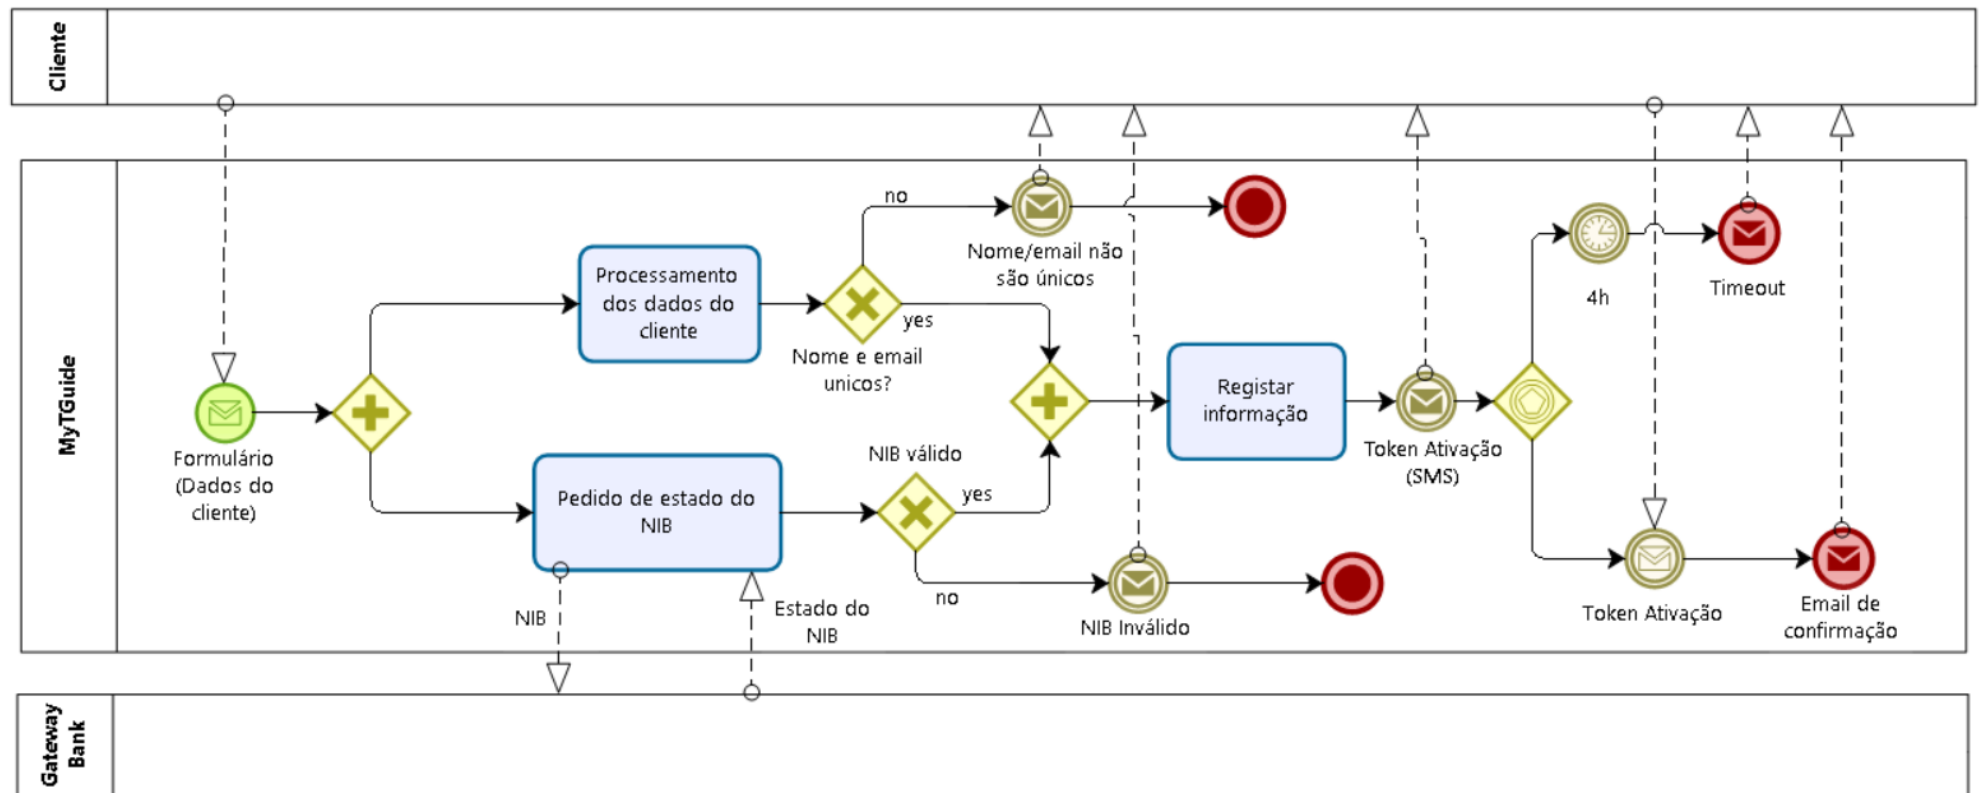 Cliente
MyTGuide
Formulário
(Dados do
cliente)
Processamento
dos dados do
cliente
no
yes
Nome e email
unicos?
Nome/email não
são únicos
Pedido de estado do
NIB
NIB
Estado do
NIB
NIB válido
yes
no
NIB Inválido
Registar
informação
Token Ativação
(SMS)
4h
Timeout
Token Ativação
Email de
confirmação
Gateway
Bank